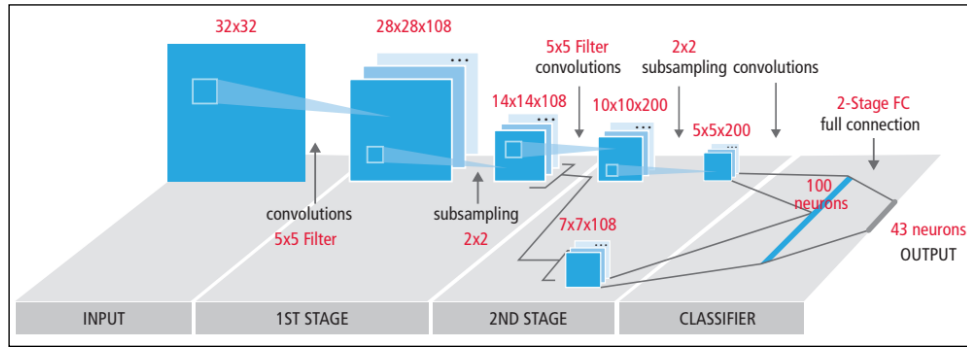 32x32
28x28x108
5x5 Filter
convolutions
2x2
subsampling
convolutions
14x14x108
10x10x200
5x5x200
2-Stage FC
full connection
convolutions
5x5 Filter
subsampling
2x2
7x7x108
100
neurons
43 neurons
OUTPUT
INPUT
1ST STAGE
2ND STAGE
CLASSIFIER